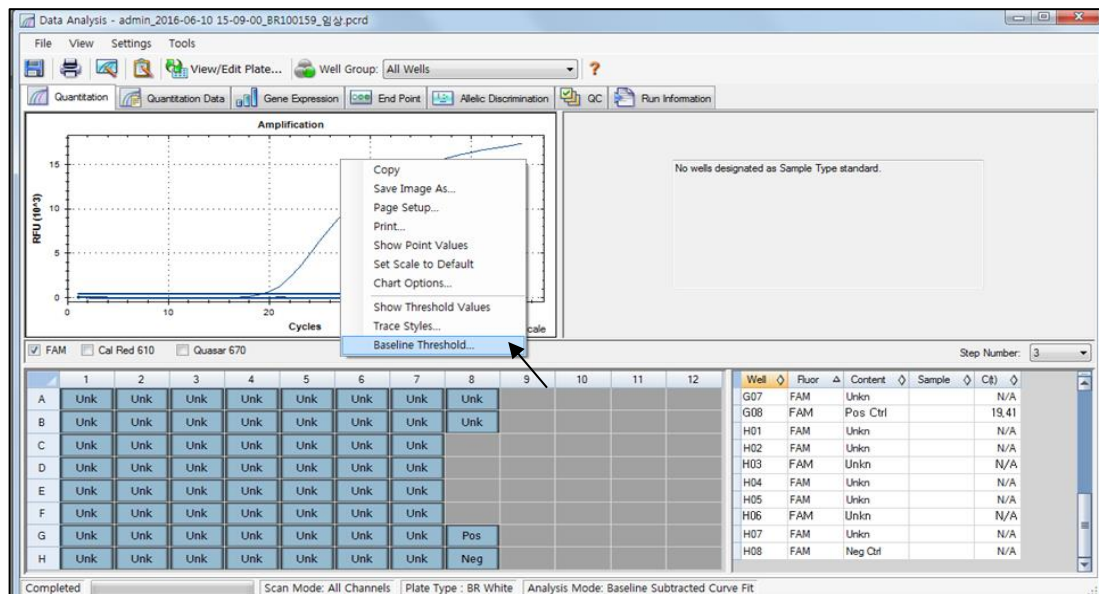 Data Analysis - admin_2016-06-10 15-09-00_BR100159_임상.pcrd
File View Settings Tools
View/Edit Plate... Well Group: All Wells ?
Quantitation Quantitation Data Gene Expression End Point Allelic Discrimination QC Run Information
Amplification
15
10
5
0
RFU (10^3)
0 10 20
Cycles
cale
Copy
Save Image As...
Page Setup...
Print...
Show Point Values
Set Scale to Default
Chart Options...
Show Threshold Values
Trace Styles...
Baseline Threshold...
No wells designated as Sample Type standard.
FAM Cal Red 610 Quasar 670 Step Number: 3
1 2 3 4 5 6 7 8 9 10 11 12
A Unk Unk Unk Unk Unk Unk Unk Unk
B Unk Unk Unk Unk Unk Unk Unk Unk
C Unk Unk Unk Unk Unk Unk Unk
D Unk Unk Unk Unk Unk Unk Unk
E Unk Unk Unk Unk Unk Unk Unk
F Unk Unk Unk Unk Unk Unk Unk
G Unk Unk Unk Unk Unk Unk Unk Pos
H Unk Unk Unk Unk Unk Unk Unk Neg
Well Fluor Content Sample C(t)
G07 FAM Unkn N/A
G08 FAM Pos Ctrl 19,41
H01 FAM Unkn N/A
H02 FAM Unkn N/A
H03 FAM Unkn N/A
H04 FAM Unkn N/A
H05 FAM Unkn N/A
H06 FAM Unkn N/A
H07 FAM Unkn N/A
H08 FAM Neg Ctrl N/A
Completed Scan Mode: All Channels Plate Type : BR White Analysis Mode: Baseline Subtracted Curve Fit